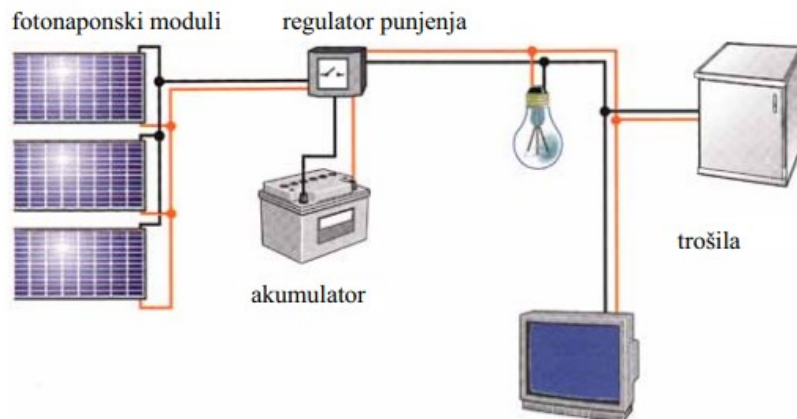 fotonaponski moduli
regulator punjenja
akumulator
trošila